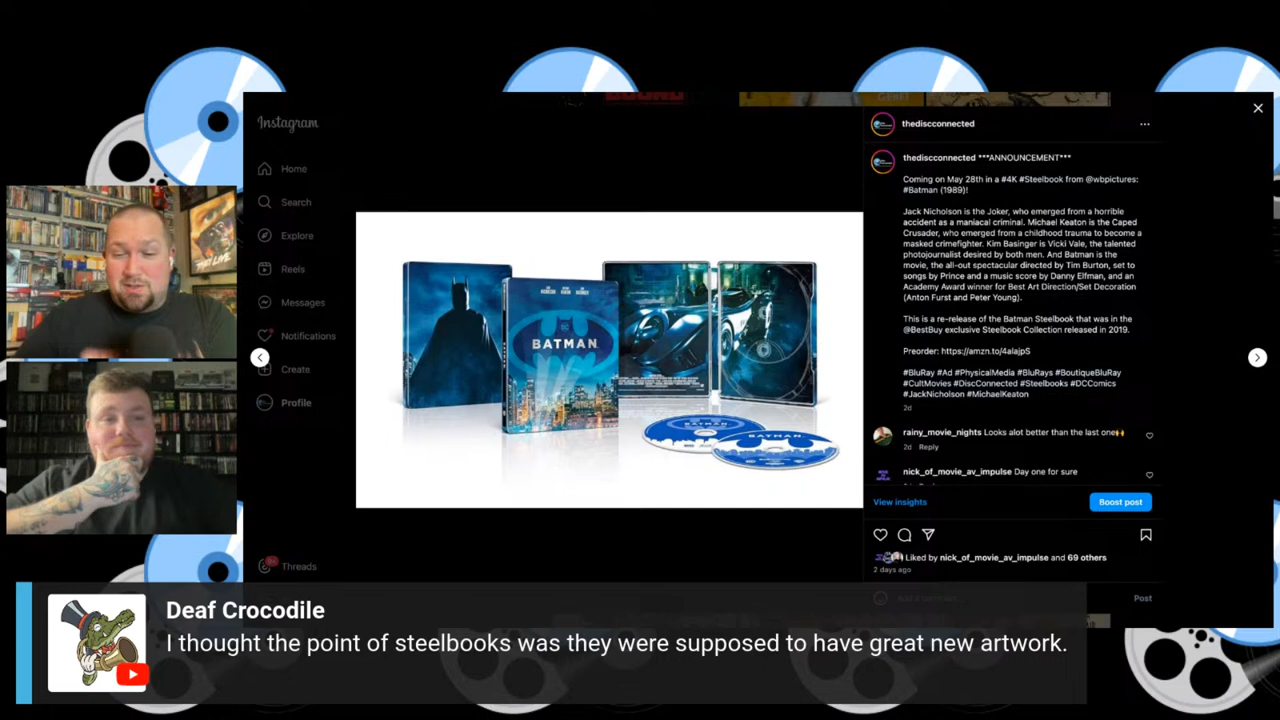 Instagram
Home
Search
Explore
Reels
Messages
Notifications
Create
Profile
Threads
BATMAN
thediscconnected
thediscconnected ***ANNOUNCEMENT***
Coming on May 28th in a #4K #Steelbook from @wbpictures:
#Batman (1989)!
Jack Nicholson is the Joker, who emerged from a horrible
accident as a maniacal criminal. Michael Keaton is the Caped
Crusader, who emerged from a childhood trauma to become a
masked crimefighter. Kim Basinger is Vicki Vale, the talented
photojournalist desired by both men. And Batman is the
movie, the all-out spectacular directed by Tim Burton, set to
songs by Prince and a music score by Danny Elfman, and an
Academy Award winner for Best Art Direction/Set Decoration
(Anton Furst and Peter Young).
This is a re-release of the Batman Steelbook that was in the
@BestBuy exclusive Steelbook Collection released in 2019.
Preorder: https://amzn.to/4alajpS
#BluRay #Ad #PhysicalMedia #BluRays #BoutiqueBluRay
#CultMovies #DiscConnected #Steelbooks #DCComics
#JackNicholson #MichaelKeaton
2d
rainy_movie_nights Looks alot better than the last one🙌
2d Reply
nick_of_movie_av_impulse Day one for sure
View insights
Boost post
Liked by nick_of_movie_av_impulse and 69 others
2 days ago
Add a comment...
Post
BATMAN
BATMAN
THEY LIVE
Deaf Crocodile
I thought the point of steelbooks was they were supposed to have great new artwork.